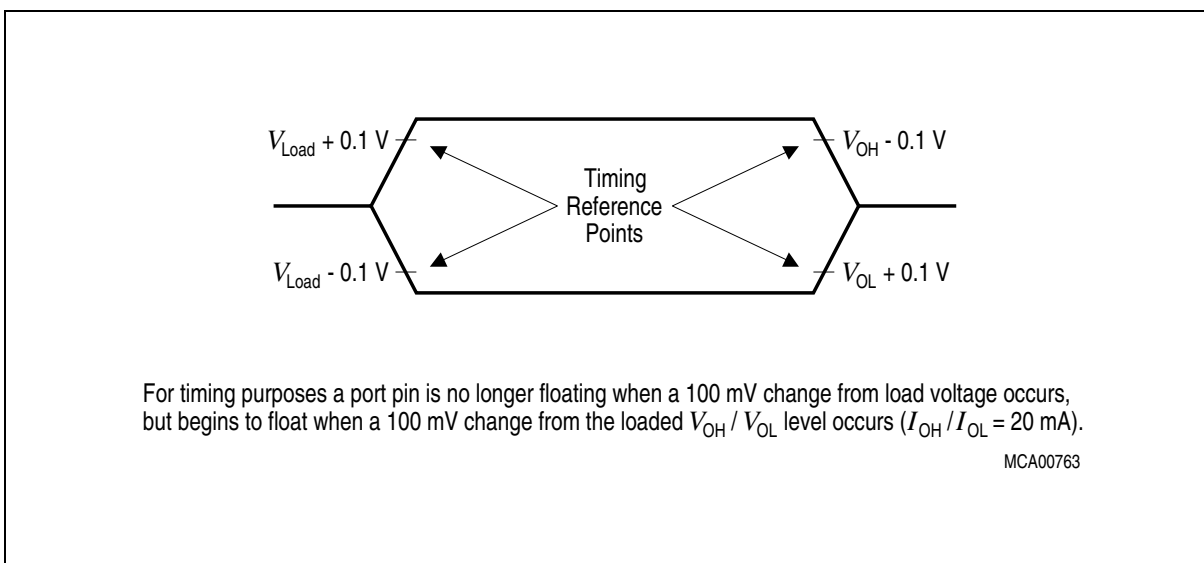 V_Load + 0.1 V
V_OH - 0.1 V
Timing
Reference
Points
V_Load - 0.1 V
V_OL + 0.1 V
For timing purposes a port pin is no longer floating when a 100 mV change from load voltage occurs,
but begins to float when a 100 mV change from the loaded V_OH / V_OL level occurs (I_OH / I_OL = 20 mA).
MCA00763